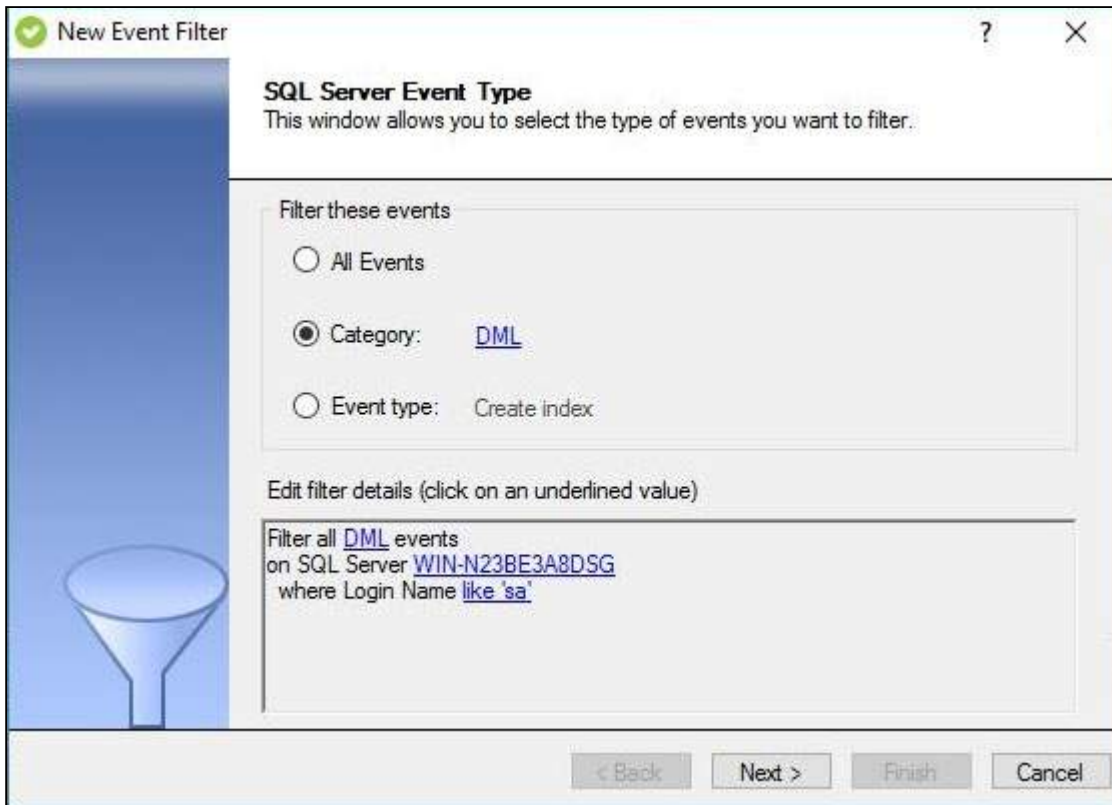 New Event Filter
?
SQL Server Event Type
This window allows you to select the type of events you want to filter.
Filter these events
All Events
Category: DML
Event type: Create index
Edit filter details (click on an underlined value)
Filter all DML events
on SQL Server WIN-N23BE3A8DSG
where Login Name like 'sa'
< Back Next > Finish Cancel